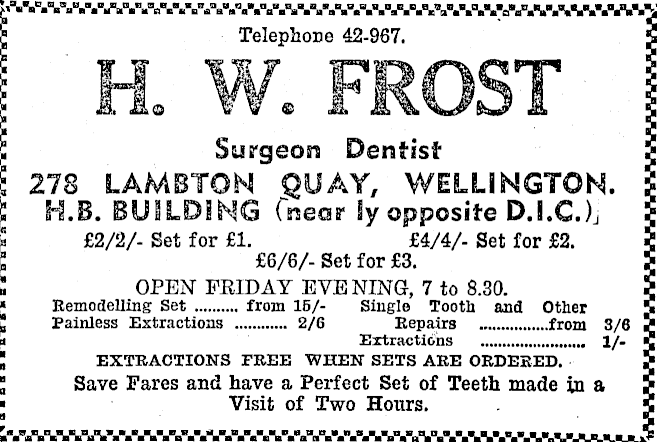 Telephone 42-967.
H. W. FROST
Surgeon Dentist
278 LAMBTON QUAY, WELLINGTON.
H.B. BUILDING (near ly opposite D.I.C.)
£2/2/- Set for £1. £4/4/- Set for £2.
£6/6/- Set for £3.
OPEN FRIDAY EVENING, 7 to 8.30.
Remodelling Set .......... from 15/-
Painless Extractions ............ 2/6
Single Tooth and Other
Repairs ...............from 3/6
Extractions ........................ 1/-
EXTRACTIONS FREE WHEN SETS ARE ORDERED.
Save Fares and have a Perfect Set of Teeth made in a
Visit of Two Hours.